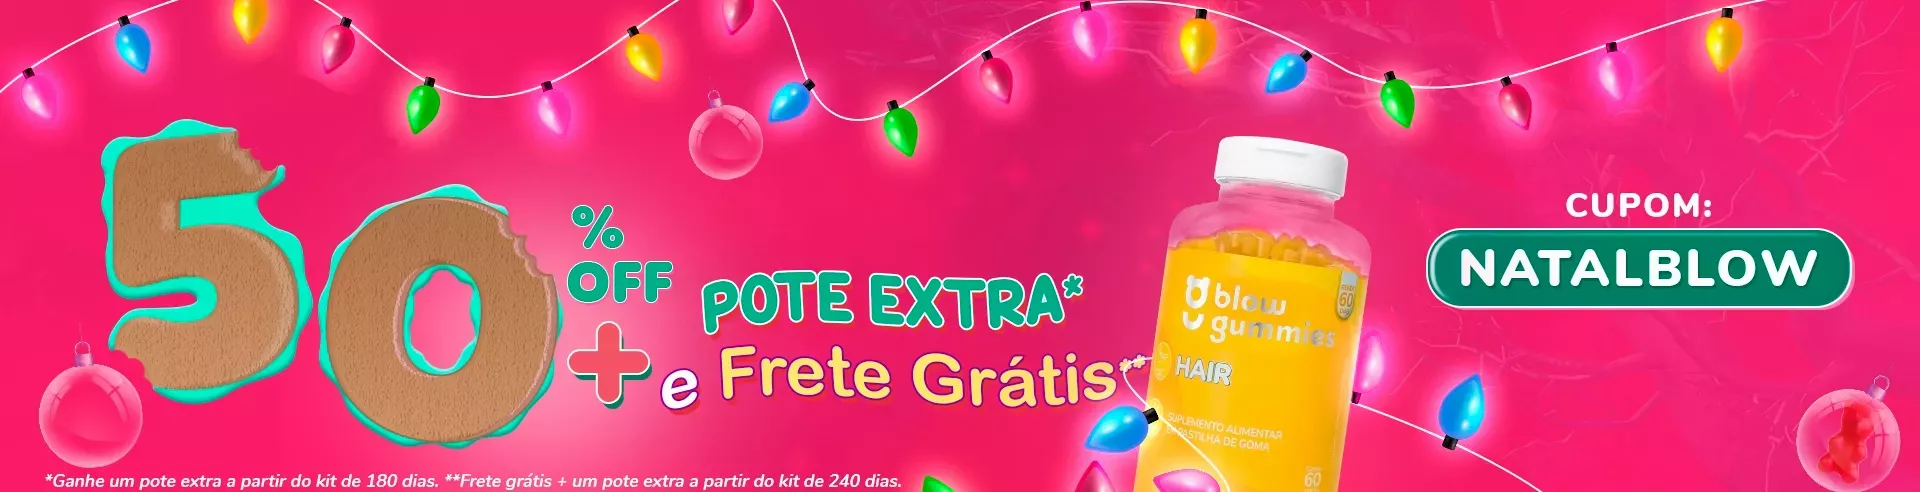 50
%
OFF
+
POTE EXTRA*
e Frete Grátis**
blow
gummies
60
HAIR
SUPLEMENTO ALIMENTAR
EM PASTILHA DE GOMA
60
CUPOM:
NATALBLOW
*Ganhe um pote extra a partir do kit de 180 dias. **Frete grátis + um pote extra a partir do kit de 240 dias.